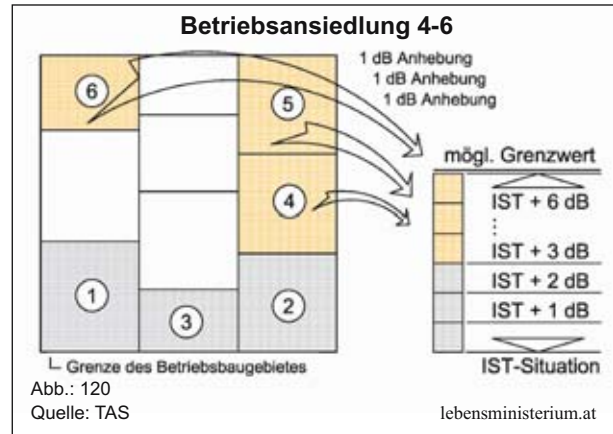 Betriebsansiedlung 4-6
1 dB Anhebung
1 dB Anhebung
1 dB Anhebung
6
5
4
1
2
3
mögl. Grenzwert
IST + 6 dB
⋮
IST + 3 dB
IST + 2 dB
IST + 1 dB
IST-Situation
Grenze des Betriebsbaugebietes
Abb.: 120
Quelle: TAS
lebensministerium.at